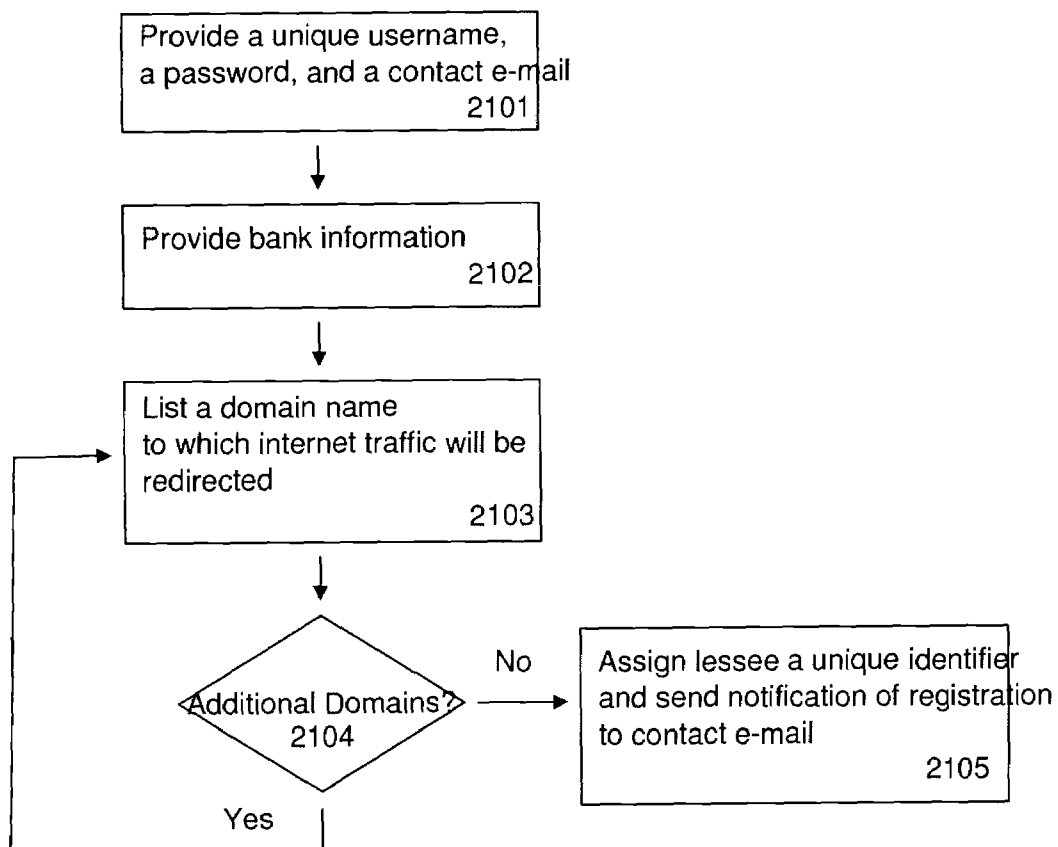 Provide a unique username,
a password, and a contact e-mail
2101
Provide bank information
2102
List a domain name
to which internet traffic will be
redirected
2103
Additional Domains?
2104
No
Assign lessee a unique identifier
and send notification of registration
to contact e-mail
2105
Yes